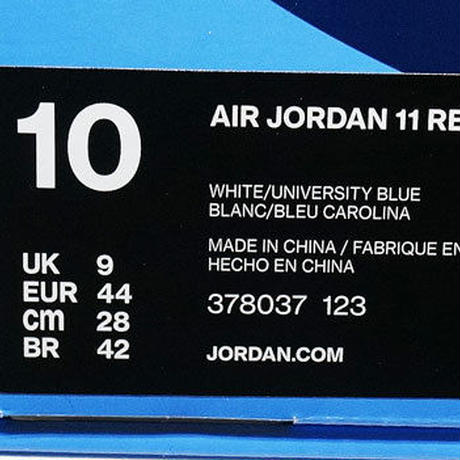 10
AIR JORDAN 11 RE
WHITE/UNIVERSITY BLUE
BLANC/BLEU CAROLINA
MADE IN CHINA / FABRIQUE EN
HECHO EN CHINA
UK 9
EUR 44
cm 28
BR 42
378037 123
JORDAN.COM